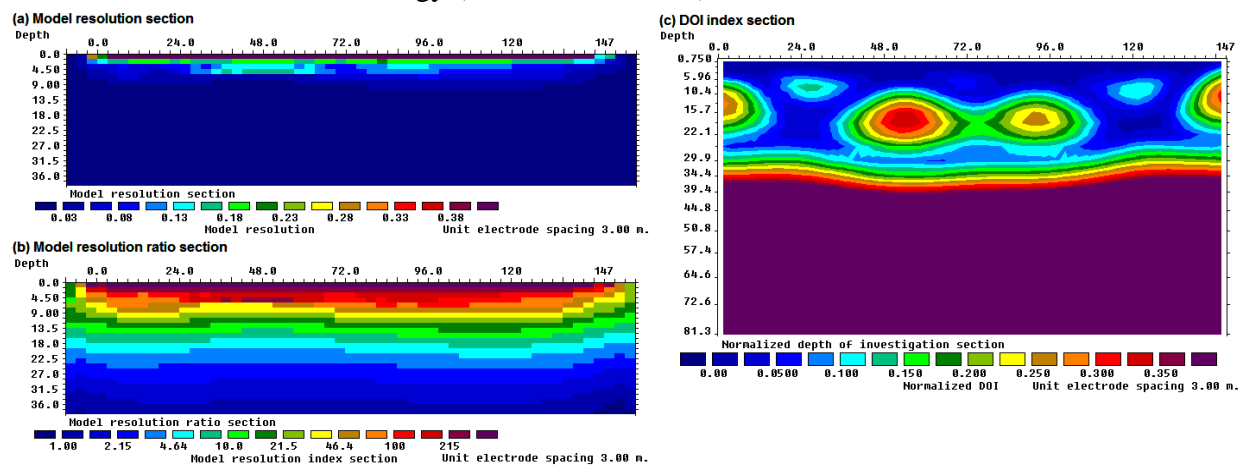 (a) Model resolution section
Depth
0.0 24.0 48.0 72.0 96.0 120 147
0.0
4.50
9.00
13.5
18.0
22.5
27.0
31.5
36.0
Model resolution section
0.03 0.08 0.13 0.18 0.23 0.28 0.33 0.38
Model resolution Unit electrode spacing 3.00 m.
(b) Model resolution ratio section
Depth
0.0 24.0 48.0 72.0 96.0 120 147
0.0
4.50
9.00
13.5
18.0
22.5
27.0
31.5
36.0
Model resolution ratio section
1.00 2.15 4.64 10.0 21.5 46.4 100 215
Model resolution index section Unit electrode spacing 3.00 m.
(c) DOI index section
Depth
0.0 24.0 48.0 72.0 96.0 120 147
0.750
5.96
10.4
15.7
22.1
29.9
34.4
39.4
44.8
50.8
57.4
64.6
72.6
81.3
Normalized depth of investigation section
0.00 0.0500 0.100 0.150 0.200 0.250 0.300 0.350
Normalized DOI Unit electrode spacing 3.00 m.